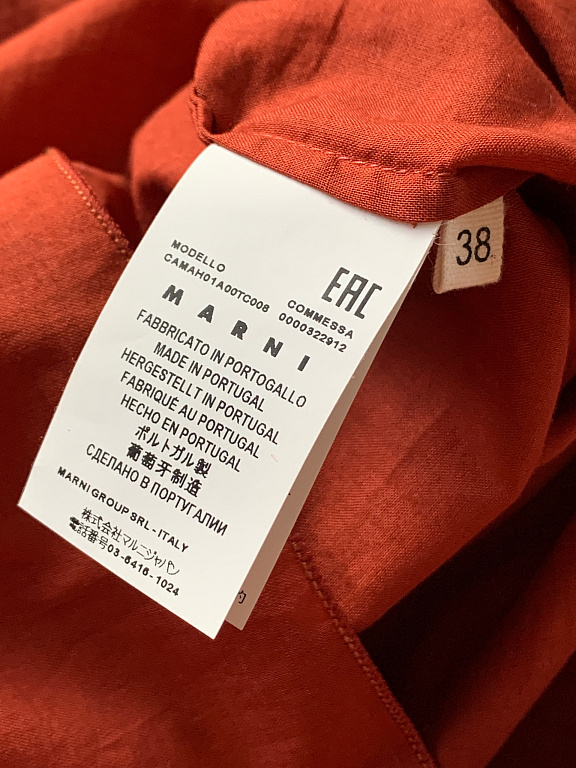 MODELLO
CAMAH01A00TC008
EAC
COMMESSA
0000322912
MARNI
FABBRICATO IN PORTOGALLO
MADE IN PORTUGAL
HERGESTELLT IN PORTUGAL
FABRIQUÉ AU PORTUGAL
HECHO EN PORTUGAL
ポルトガル製
葡萄牙制造
СДЕЛАНО В ПОРТУГАЛИИ
MARNI GROUP SRL - ITALY
株式会社マルニジャパン
電話番号03-6416-1024
38
的